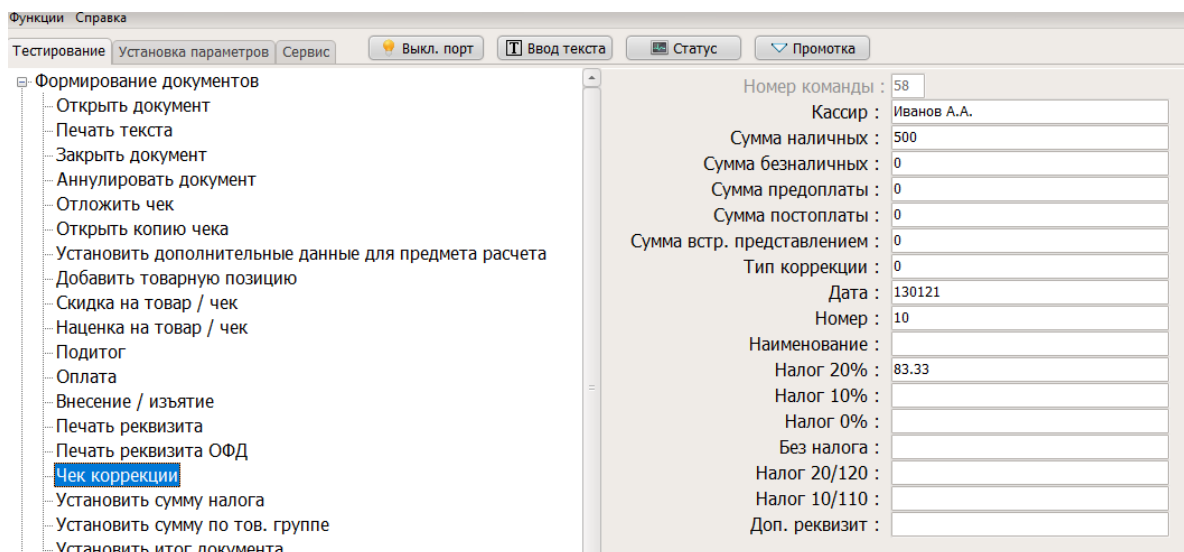 Функции Справка
Тестирование Установка параметров Сервис Выкл. порт Ввод текста Статус Промотка
Формирование документов
Открыть документ
Печать текста
Закрыть документ
Аннулировать документ
Отложить чек
Открыть копию чека
Установить дополнительные данные для предмета расчета
Добавить товарную позицию
Скидка на товар / чек
Наценка на товар / чек
Подитог
Оплата
Внесение / изъятие
Печать реквизита
Печать реквизита ОФД
Чек коррекции
Установить сумму налога
Установить сумму по тов. группе
Установить итог документа
Номер команды : 58
Кассир : Иванов А.А.
Сумма наличных : 500
Сумма безналичных : 0
Сумма предоплаты : 0
Сумма постоплаты : 0
Сумма встр. представлением : 0
Тип коррекции : 0
Дата : 130121
Номер : 10
Наименование :
Налог 20% : 83.33
Налог 10% :
Налог 0% :
Без налога :
Налог 20/120 :
Налог 10/110 :
Доп. реквизит :